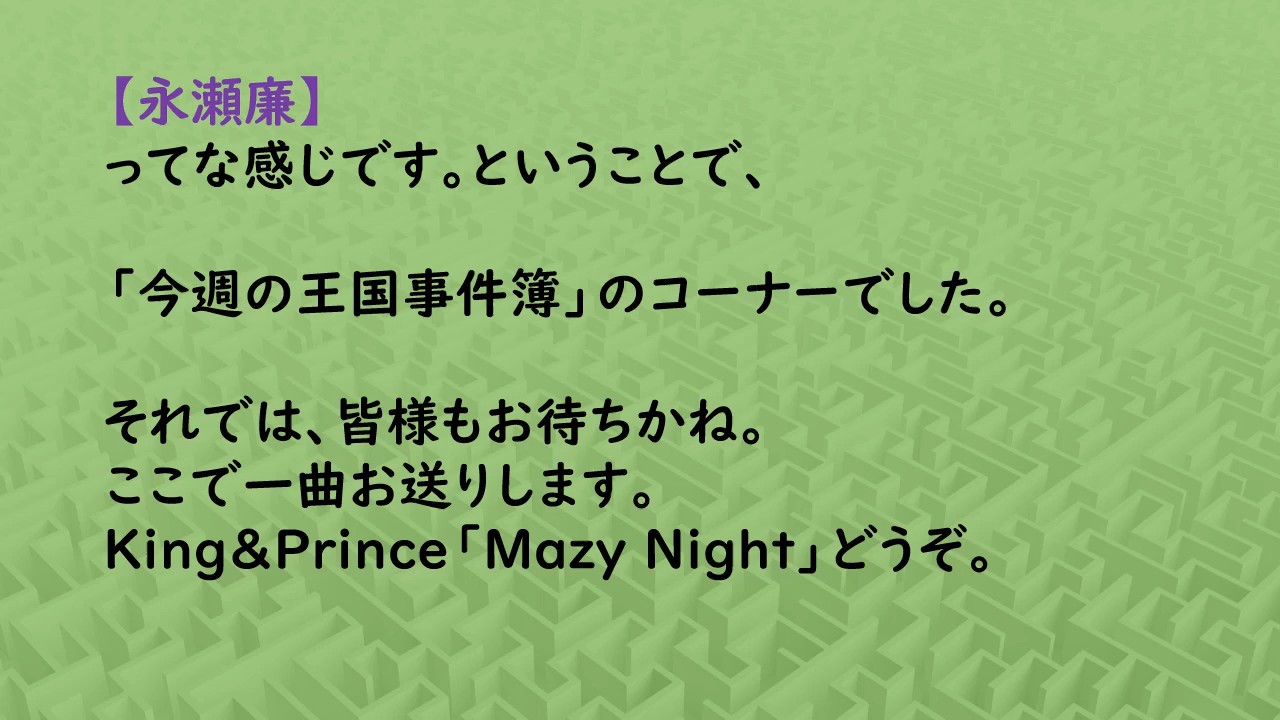 【永瀬廉】
ってな感じです。ということで、
「今週の王国事件簿」のコーナーでした。
それでは、皆様もお待ちかね。
ここで一曲お送りします。
King&Prince「Mazy Night」どうぞ。